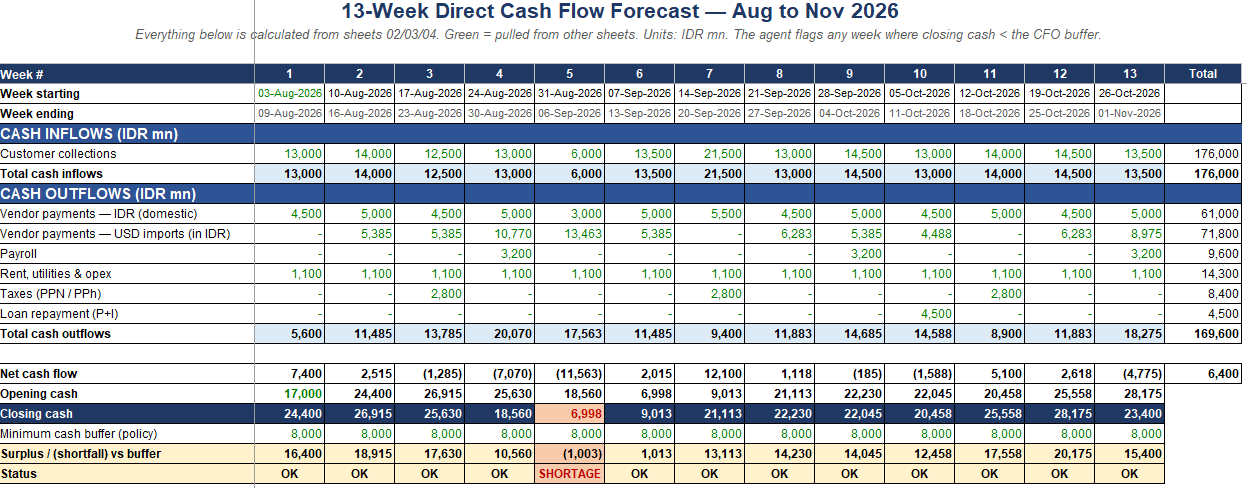 13-Week Direct Cash Flow Forecast — Aug to Nov 2026
Everything below is calculated from sheets 02/03/04. Green = pulled from other sheets. Units: IDR mn. The agent flags any week where closing cash < the CFO buffer.
Week # 1 2 3 4 5 6 7 8 9 10 11 12 13 Total
Week starting 03-Aug-2026 10-Aug-2026 17-Aug-2026 24-Aug-2026 31-Aug-2026 07-Sep-2026 14-Sep-2026 21-Sep-2026 28-Sep-2026 05-Oct-2026 12-Oct-2026 19-Oct-2026 26-Oct-2026
Week ending 09-Aug-2026 16-Aug-2026 23-Aug-2026 30-Aug-2026 06-Sep-2026 13-Sep-2026 20-Sep-2026 27-Sep-2026 04-Oct-2026 11-Oct-2026 18-Oct-2026 25-Oct-2026 01-Nov-2026
CASH INFLOWS (IDR mn)
Customer collections 13,000 14,000 12,500 13,000 6,000 13,500 21,500 13,000 14,500 13,000 14,000 14,500 13,500 176,000
Total cash inflows 13,000 14,000 12,500 13,000 6,000 13,500 21,500 13,000 14,500 13,000 14,000 14,500 13,500 176,000
CASH OUTFLOWS (IDR mn)
Vendor payments — IDR (domestic) 4,500 5,000 4,500 5,000 3,000 5,000 5,500 4,500 5,000 4,500 5,000 4,500 5,000 61,000
Vendor payments — USD imports (in IDR) - 5,385 5,385 10,770 13,463 5,385 - 6,283 5,385 4,488 - 6,283 8,975 71,800
Payroll - - - 3,200 - - - - 3,200 - - - 3,200 9,600
Rent, utilities & opex 1,100 1,100 1,100 1,100 1,100 1,100 1,100 1,100 1,100 1,100 1,100 1,100 1,100 14,300
Taxes (PPN / PPh) - - 2,800 - - - 2,800 - - - 2,800 - - 8,400
Loan repayment (P+I) - - - - - - - - - 4,500 - - - 4,500
Total cash outflows 5,600 11,485 13,785 20,070 17,563 11,485 9,400 11,883 14,685 14,588 8,900 11,883 18,275 169,600
Net cash flow 7,400 2,515 (1,285) (7,070) (11,563) 2,015 12,100 1,118 (185) (1,588) 5,100 2,618 (4,775) 6,400
Opening cash 17,000 24,400 26,915 25,630 18,560 6,998 9,013 21,113 22,230 22,045 20,458 25,558 28,175
Closing cash 24,400 26,915 25,630 18,560 6,998 9,013 21,113 22,230 22,045 20,458 25,558 28,175 23,400
Minimum cash buffer (policy) 8,000 8,000 8,000 8,000 8,000 8,000 8,000 8,000 8,000 8,000 8,000 8,000 8,000
Surplus / (shortfall) vs buffer 16,400 18,915 17,630 10,560 (1,003) 1,013 13,113 14,230 14,045 12,458 17,558 20,175 15,400
Status OK OK OK OK SHORTAGE OK OK OK OK OK OK OK OK